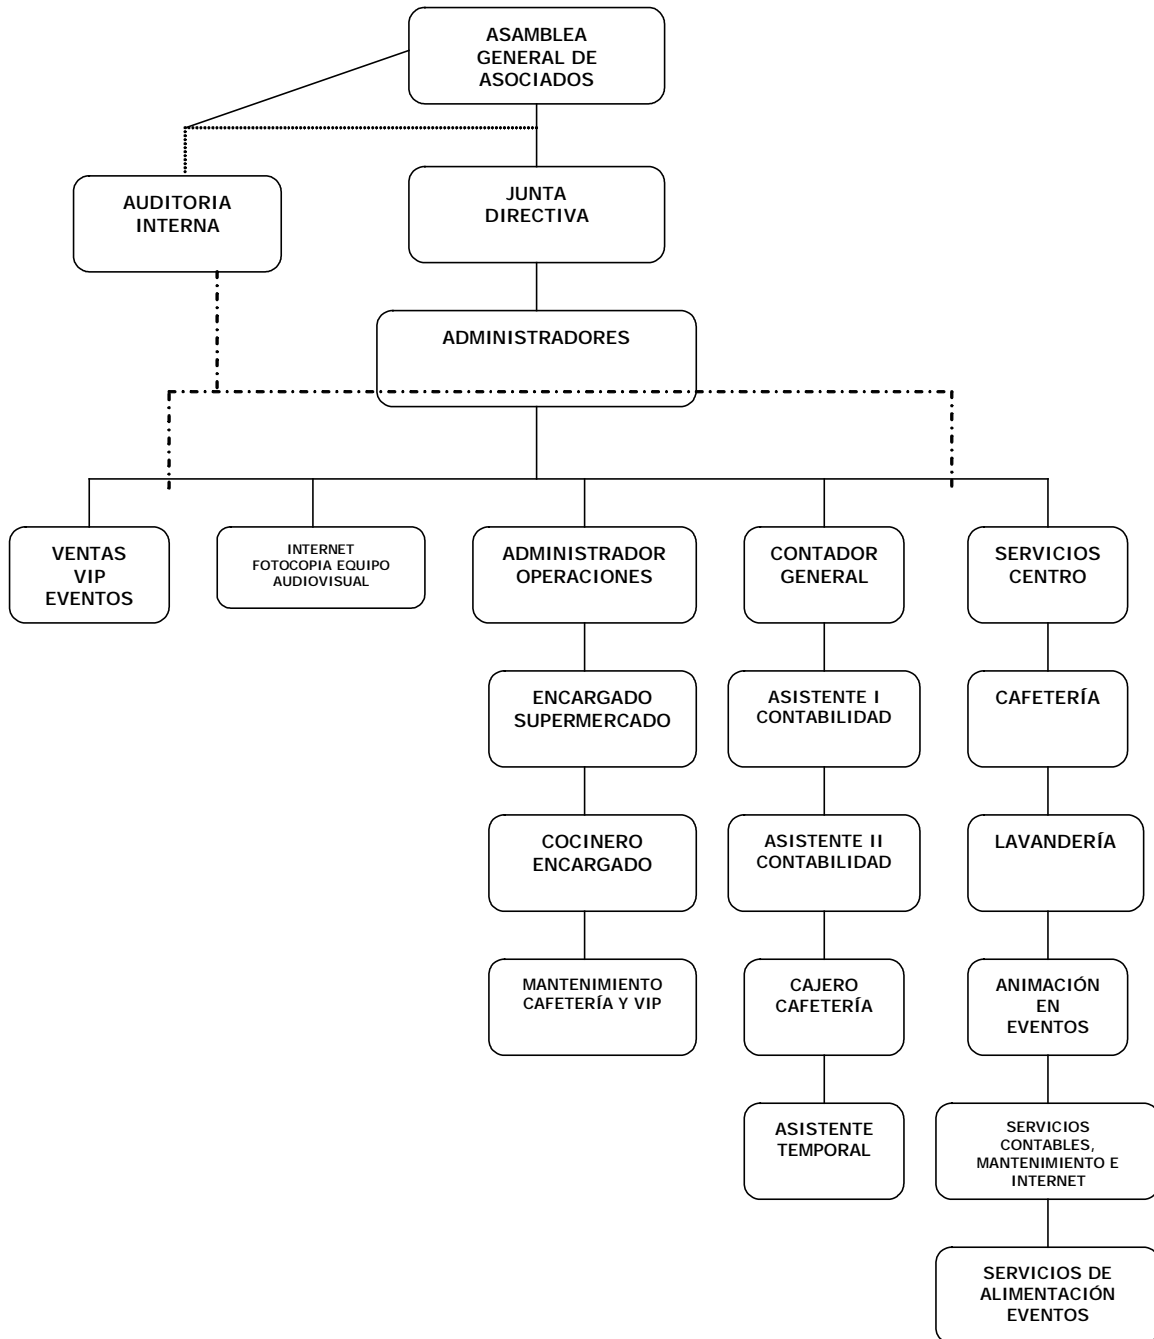 ASAMBLEA
GENERAL DE
ASOCIADOS
AUDITORIA
INTERNA
JUNTA
DIRECTIVA
ADMINISTRADORES
VENTAS
VIP
EVENTOS
INTERNET
FOTOCOPIA EQUIPO
AUDIOVISUAL
ADMINISTRADOR
OPERACIONES
CONTADOR
GENERAL
SERVICIOS
CENTRO
ENCARGADO
SUPERMERCADO
ASISTENTE I
CONTABILIDAD
CAFETERÍA
COCINERO
ENCARGADO
ASISTENTE II
CONTABILIDAD
LAVANDERÍA
MANTENIMIENTO
CAFETERÍA Y VIP
CAJERO
CAFETERÍA
ANIMACIÓN
EN
EVENTOS
ASISTENTE
TEMPORAL
SERVICIOS
CONTABLES,
MANTENIMIENTO E
INTERNET
SERVICIOS DE
ALIMENTACIÓN
EVENTOS